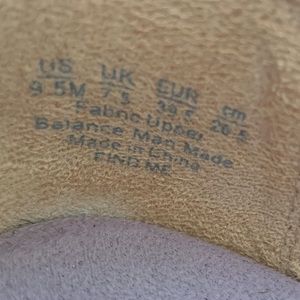 US UK EUR cm
9.5M 7.5 39.5 26.5
Fabric Upper
Balance Man-Made
Made in China
FIND ME